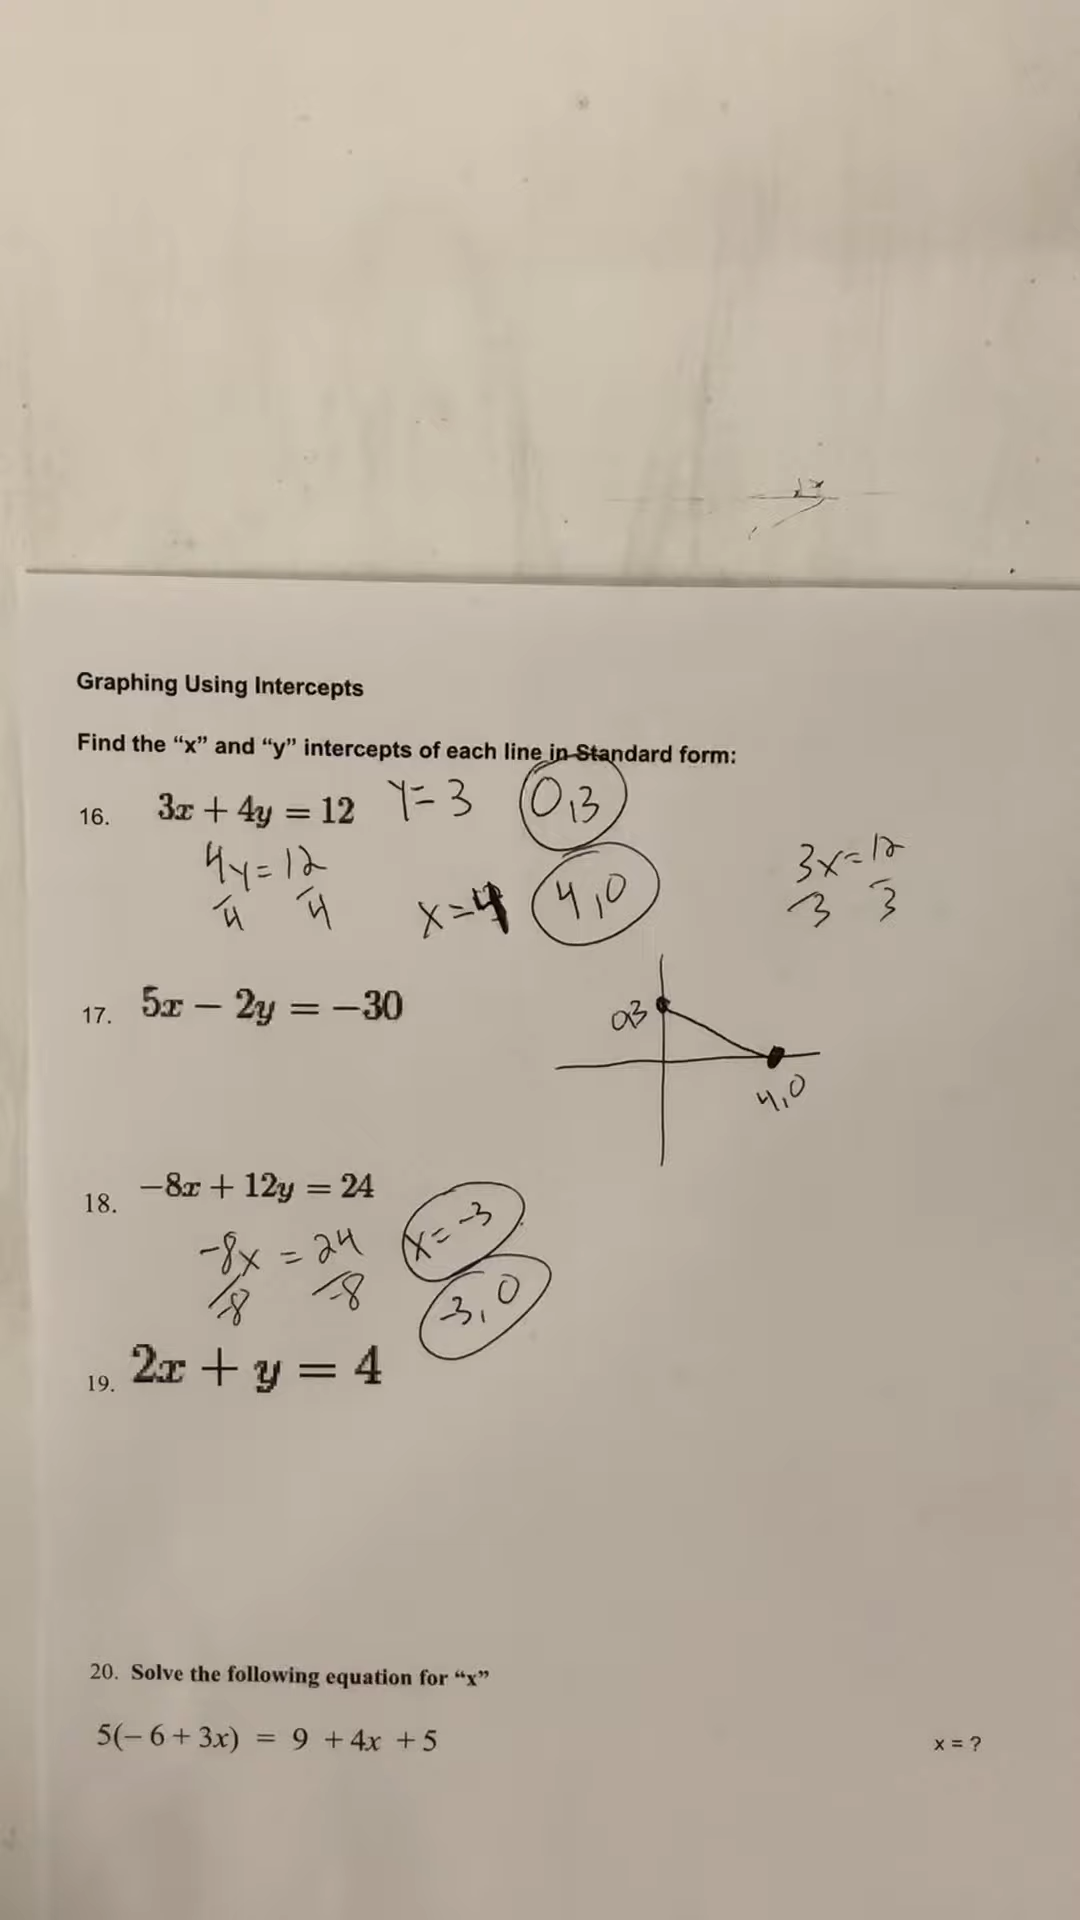 Graphing Using Intercepts
Find the “x” and “y” intercepts of each line in Standard form:
16. 3x + 4y = 12 Y = 3 0,3
4y = 12 3x = 12
4 4 x = 4 4,0 3 3
17. 5x − 2y = −30
0,3
4,0
18. −8x + 12y = 24
x = -3
-8x = 24
-8 -8 -3,0
19. 2x + y = 4
20. Solve the following equation for “x”
5(− 6 + 3x) = 9 + 4x + 5 x = ?